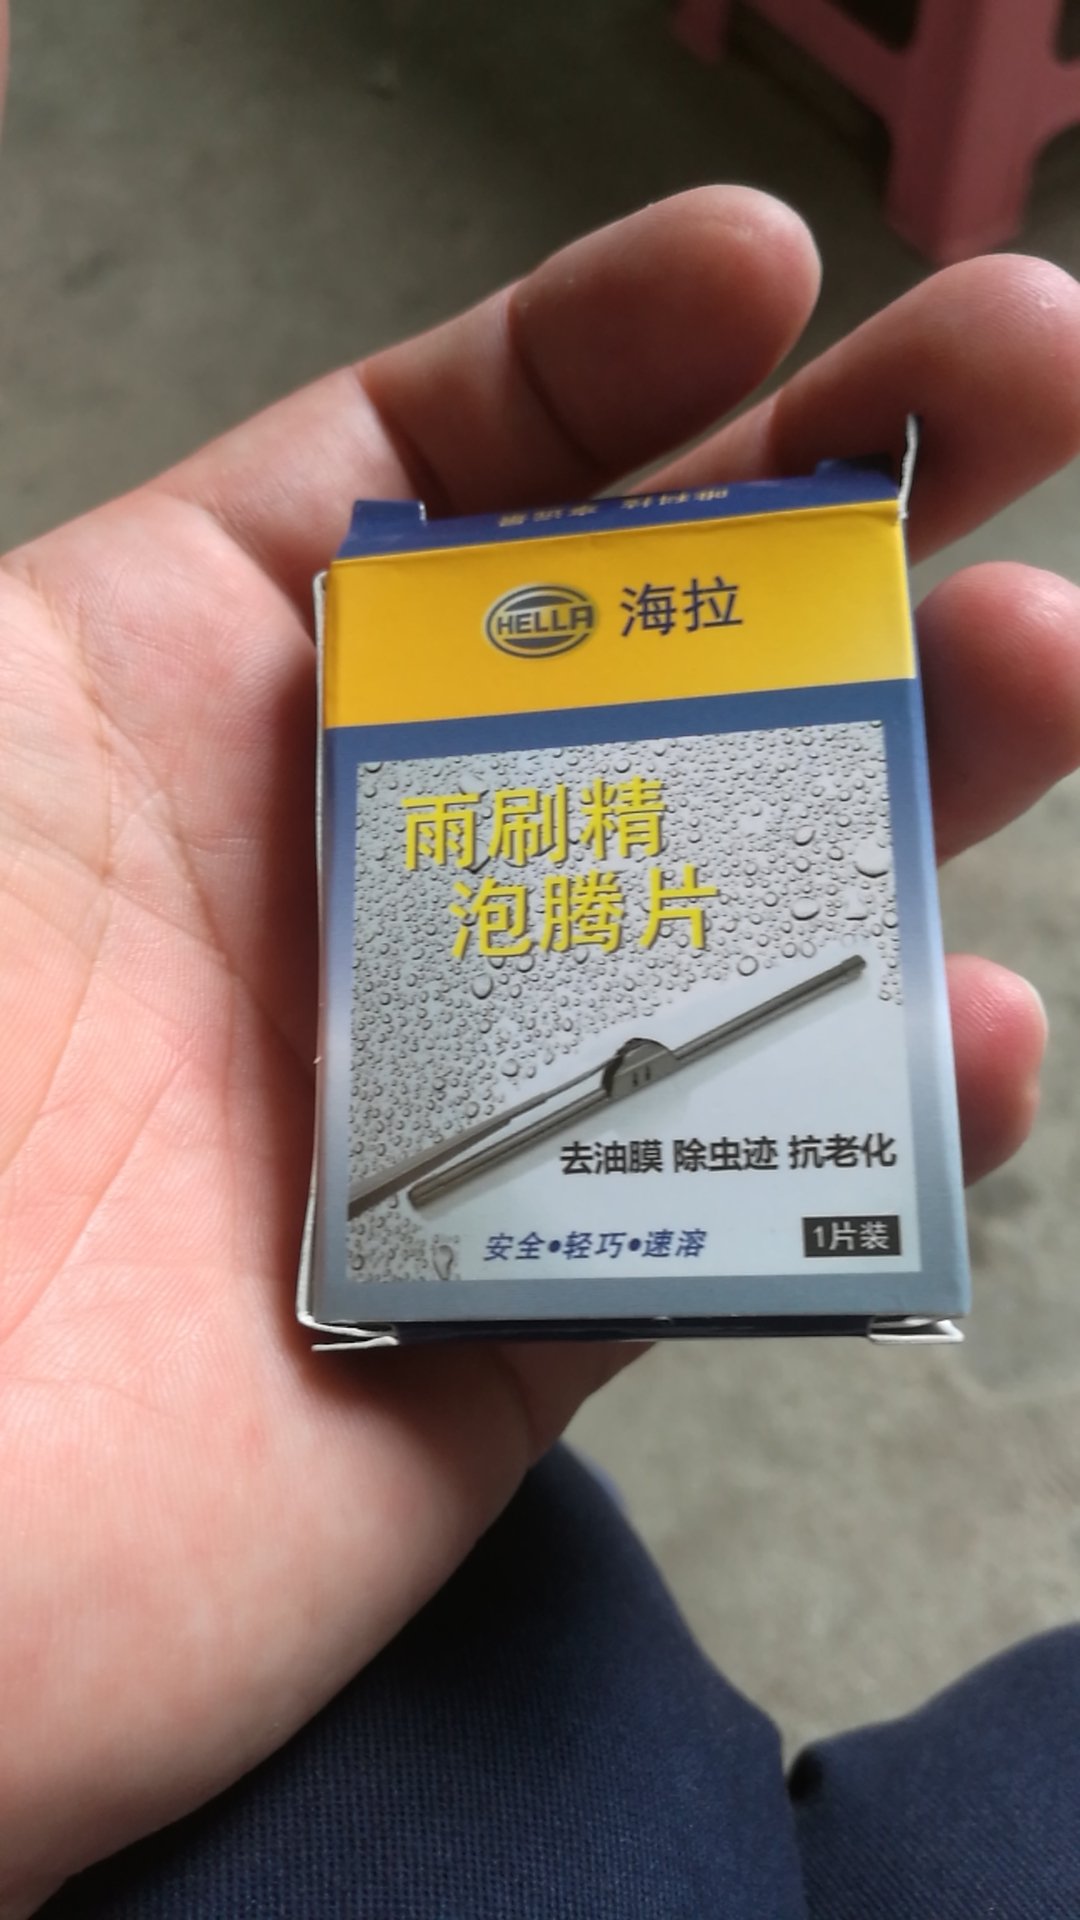 HELLA 海拉
雨刷精
泡腾片
去油膜 除虫迹 抗老化
安全•轻巧•速溶
1片装